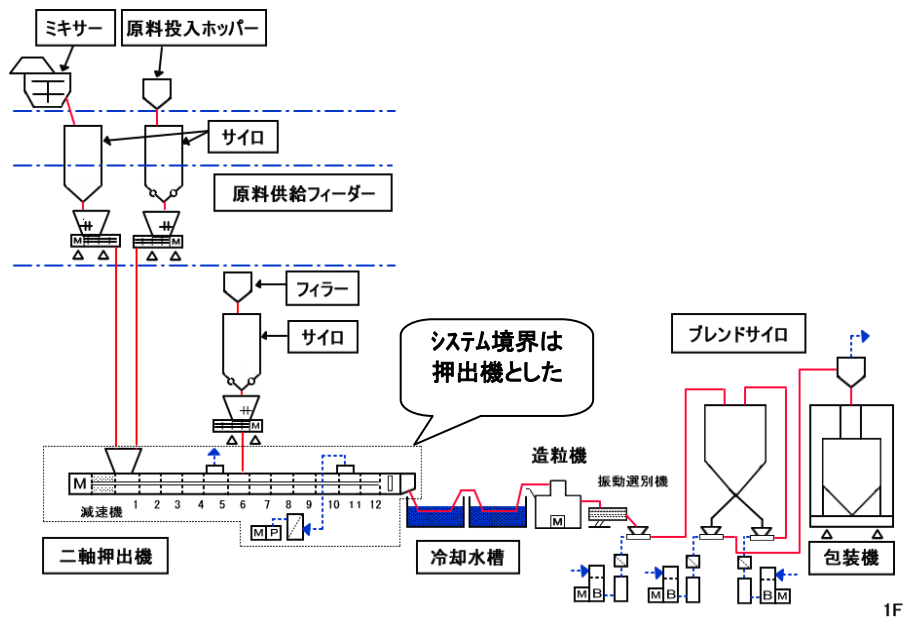 ミキサー
原料投入ホッパー
サイロ
原料供給フィーダー
M
M
フィラー
サイロ
M
システム境界は
押出機とした
ブレンドサイロ
造粒機
振動選別機
M
減速機
1 2 3 4 5 6 7 8 9 10 11 12
M P
M
二軸押出機
冷却水槽
包装機
M B
M B
B M
1F